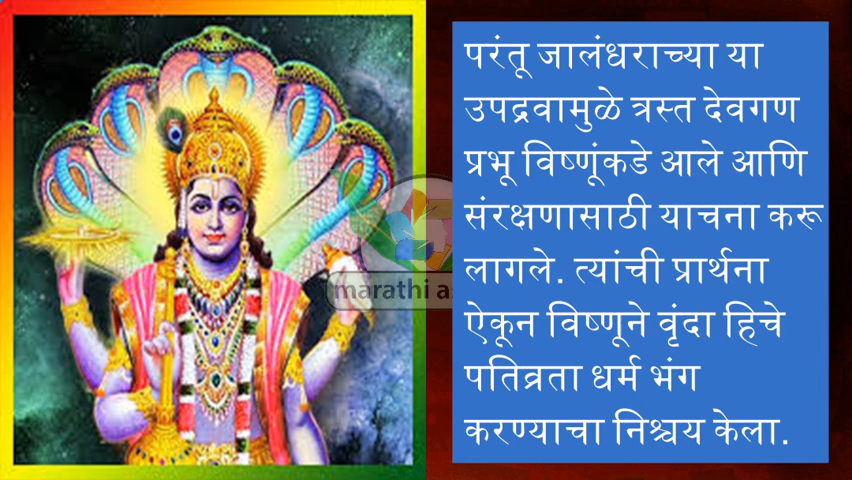 परंतू जालंधराच्या या
उपद्रवामुळे त्रस्त देवगण
प्रभू विष्णूंकडे आले आणि
संरक्षणासाठी याचना करू
लागले. त्यांची प्रार्थना
ऐकून विष्णूने वृंदा हिचे
पतिव्रता धर्म भंग
करण्याचा निश्चय केला.
marathi a